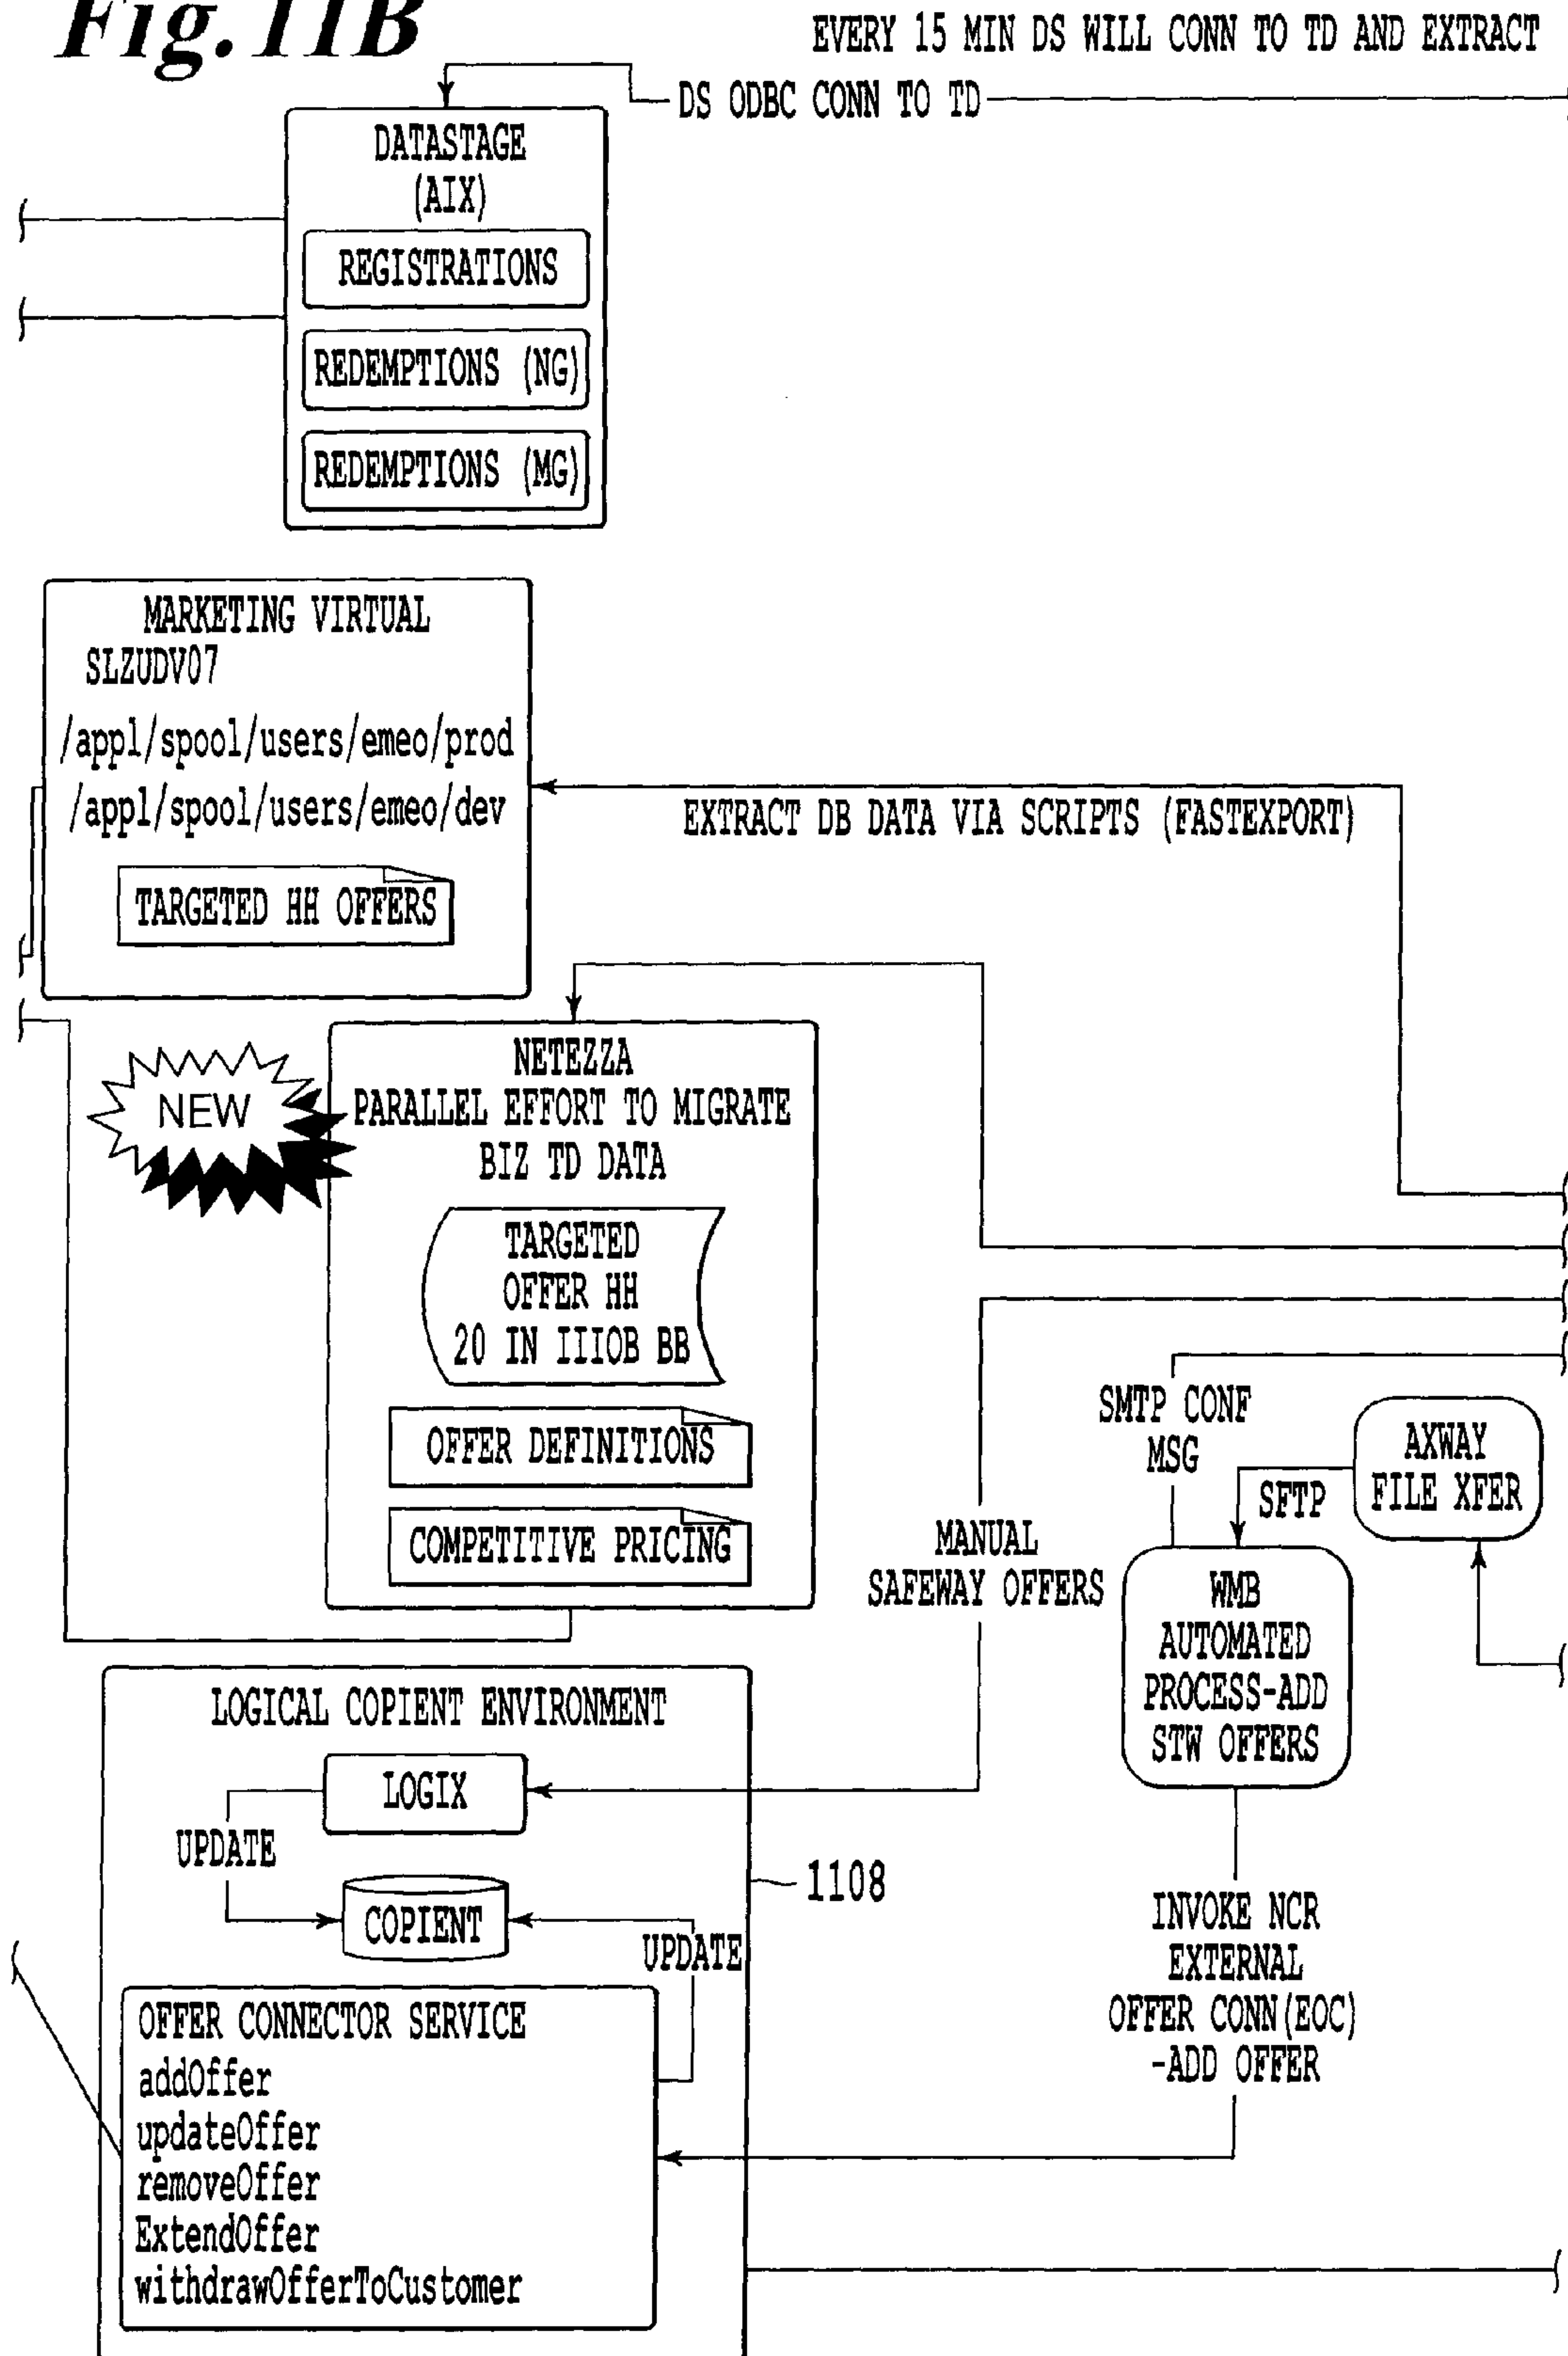 Fig. 11B
EVERY 15 MIN DS WILL CONN TO TD AND EXTRACT
DS ODBC CONN TO TD
DATASTAGE
(AIX)
REGISTRATIONS
REDEMPTIONS (NG)
REDEMPTIONS (MG)
MARKETING VIRTUAL
SLZUDV07
/appl/spool/users/emeo/prod
/appl/spool/users/emeo/dev
TARGETED HH OFFERS
EXTRACT DB DATA VIA SCRIPTS (FASTEXPORT)
NEW
NETEZZA
PARALLEL EFFORT TO MIGRATE
BIZ TD DATA
TARGETED
OFFER HH
20 IN IIIOB BB
OFFER DEFINITIONS
COMPETITIVE PRICING
SMTP CONF
MSG
AXWAY
FILE XFER
SFTP
MANUAL
SAFEWAY OFFERS
WMB
AUTOMATED
PROCESS-ADD
STW OFFERS
LOGICAL COPIENT ENVIRONMENT
LOGIX
UPDATE
COPIENT
1108
UPDATE
INVOKE NCR
EXTERNAL
OFFER CONN(EOC)
-ADD OFFER
OFFER CONNECTOR SERVICE
addOffer
updateOffer
removeOffer
ExtendOffer
withdrawOfferToCustomer